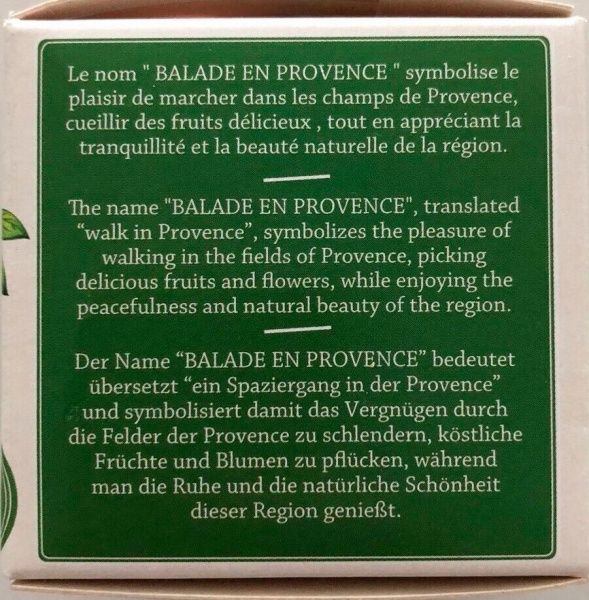 Le nom " BALADE EN PROVENCE " symbolise le
plaisir de marcher dans les champs de Provence,
cueillir des fruits délicieux , tout en appréciant la
tranquillité et la beauté naturelle de la région.
The name "BALADE EN PROVENCE", translated
“walk in Provence”, symbolizes the pleasure of
walking in the fields of Provence, picking
delicious fruits and flowers, while enjoying the
peacefulness and natural beauty of the region.
Der Name “BALADE EN PROVENCE” bedeutet
übersetzt “ein Spaziergang in der Provence”
und symbolisiert damit das Vergnügen durch
die Felder der Provence zu schlendern, köstliche
Früchte und Blumen zu pflücken, während
man die Ruhe und die natürliche Schönheit
dieser Region genießt.